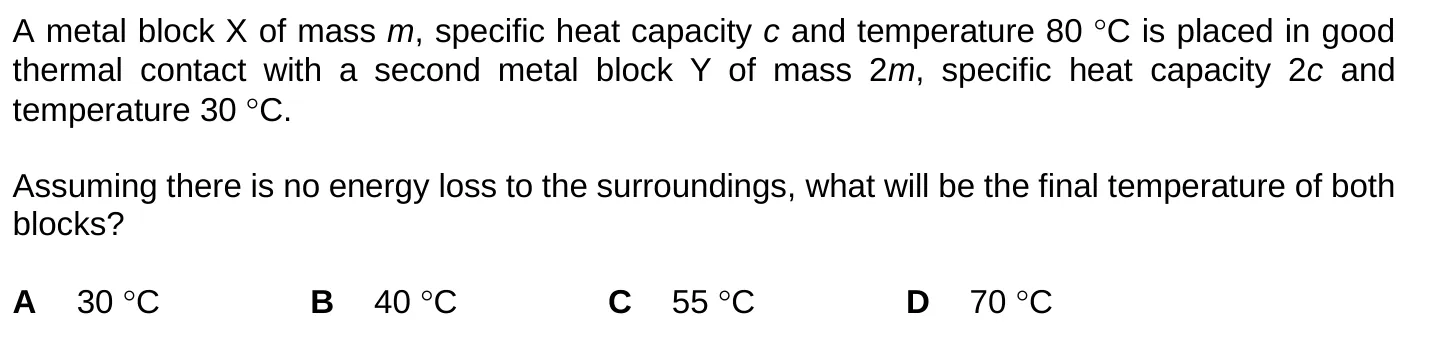 A metal block X of mass m, specific heat capacity c and temperature 80 °C is placed in good
thermal contact with a second metal block Y of mass 2m, specific heat capacity 2c and
temperature 30 °C.
Assuming there is no energy loss to the surroundings, what will be the final temperature of both
blocks?
A 30 °C B 40 °C C 55 °C D 70 °C